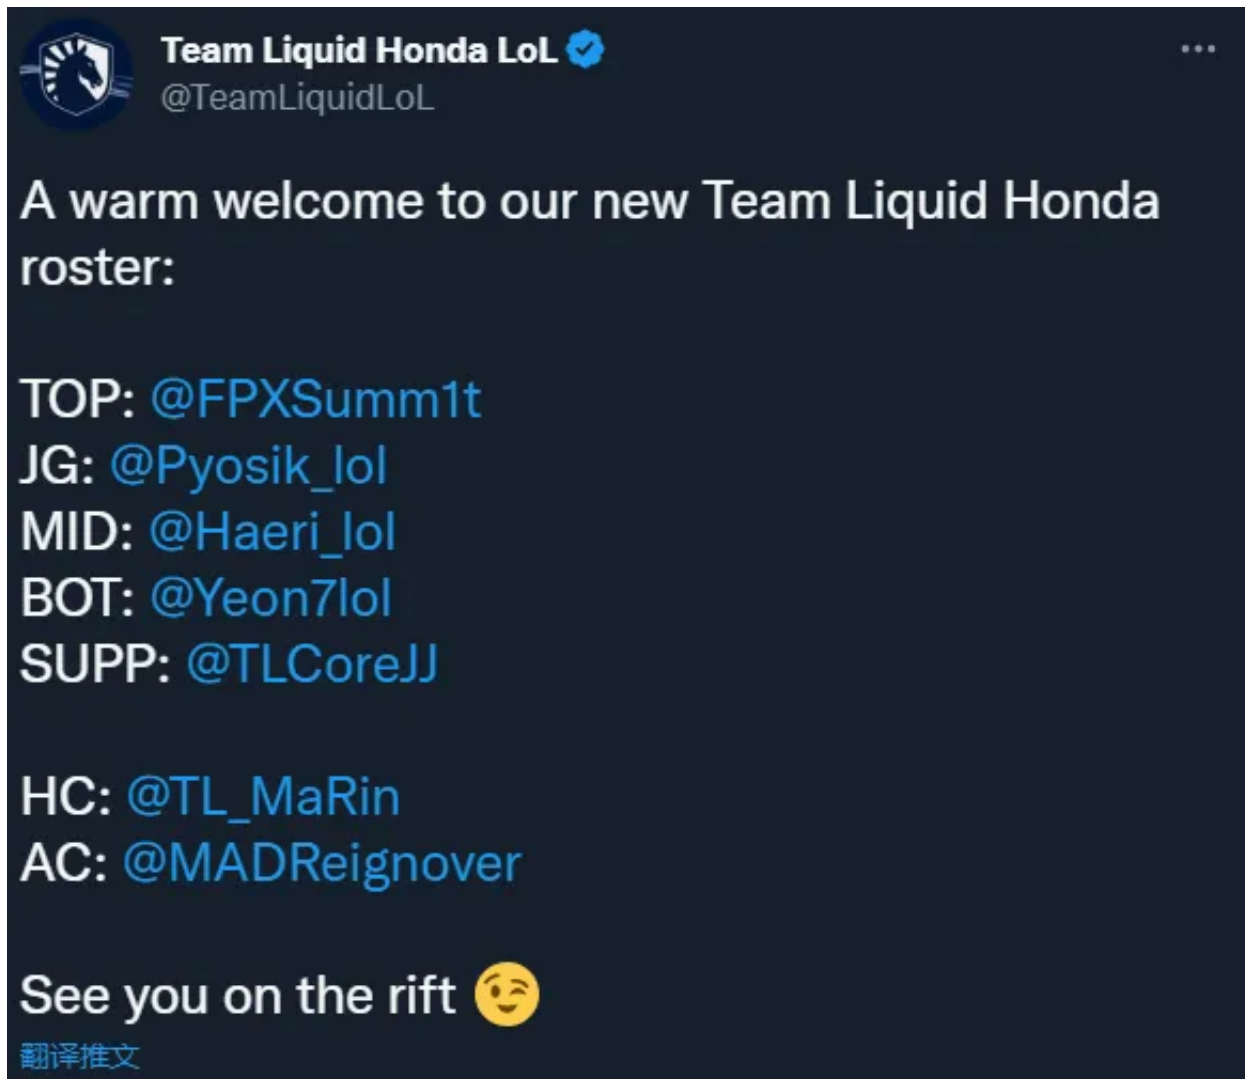 Team Liquid Honda LoL
@TeamLiquidLoL
A warm welcome to our new Team Liquid Honda
roster:
TOP: @FPXSumm1t
JG: @Pyosik_lol
MID: @Haeri_lol
BOT: @Yeon7lol
SUPP: @TLCoreJJ
HC: @TL_MaRin
AC: @MADReignover
See you on the rift 😉
翻译推文